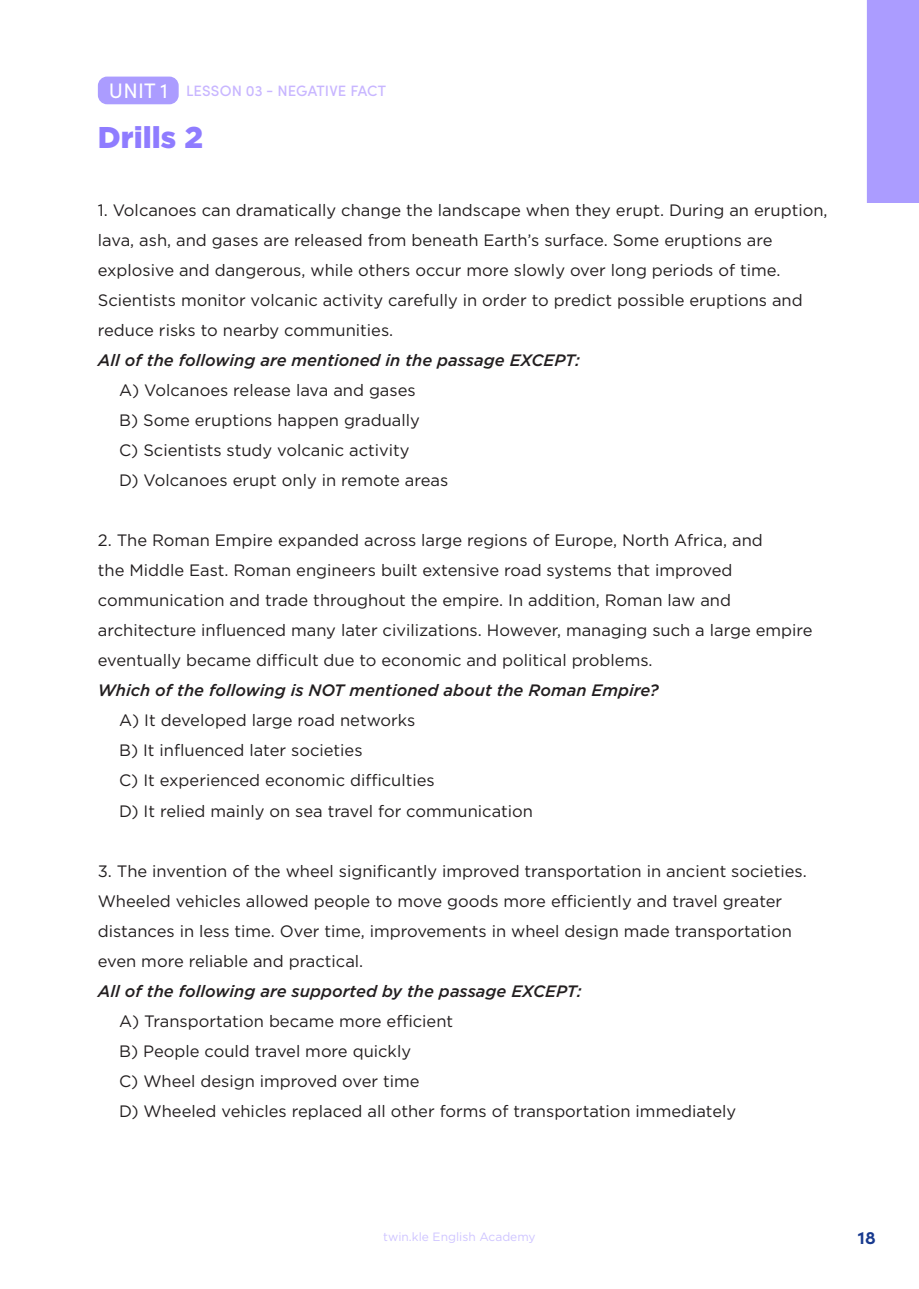 UNIT 1 LESSON 03 – NEGATIVE FACT
Drills 2
1. Volcanoes can dramatically change the landscape when they erupt. During an eruption,
lava, ash, and gases are released from beneath Earth’s surface. Some eruptions are
explosive and dangerous, while others occur more slowly over long periods of time.
Scientists monitor volcanic activity carefully in order to predict possible eruptions and
reduce risks to nearby communities.
All of the following are mentioned in the passage EXCEPT:
A) Volcanoes release lava and gases
B) Some eruptions happen gradually
C) Scientists study volcanic activity
D) Volcanoes erupt only in remote areas
2. The Roman Empire expanded across large regions of Europe, North Africa, and
the Middle East. Roman engineers built extensive road systems that improved
communication and trade throughout the empire. In addition, Roman law and
architecture influenced many later civilizations. However, managing such a large empire
eventually became difficult due to economic and political problems.
Which of the following is NOT mentioned about the Roman Empire?
A) It developed large road networks
B) It influenced later societies
C) It experienced economic difficulties
D) It relied mainly on sea travel for communication
3. The invention of the wheel significantly improved transportation in ancient societies.
Wheeled vehicles allowed people to move goods more efficiently and travel greater
distances in less time. Over time, improvements in wheel design made transportation
even more reliable and practical.
All of the following are supported by the passage EXCEPT:
A) Transportation became more efficient
B) People could travel more quickly
C) Wheel design improved over time
D) Wheeled vehicles replaced all other forms of transportation immediately
twin.kle English Academy
18